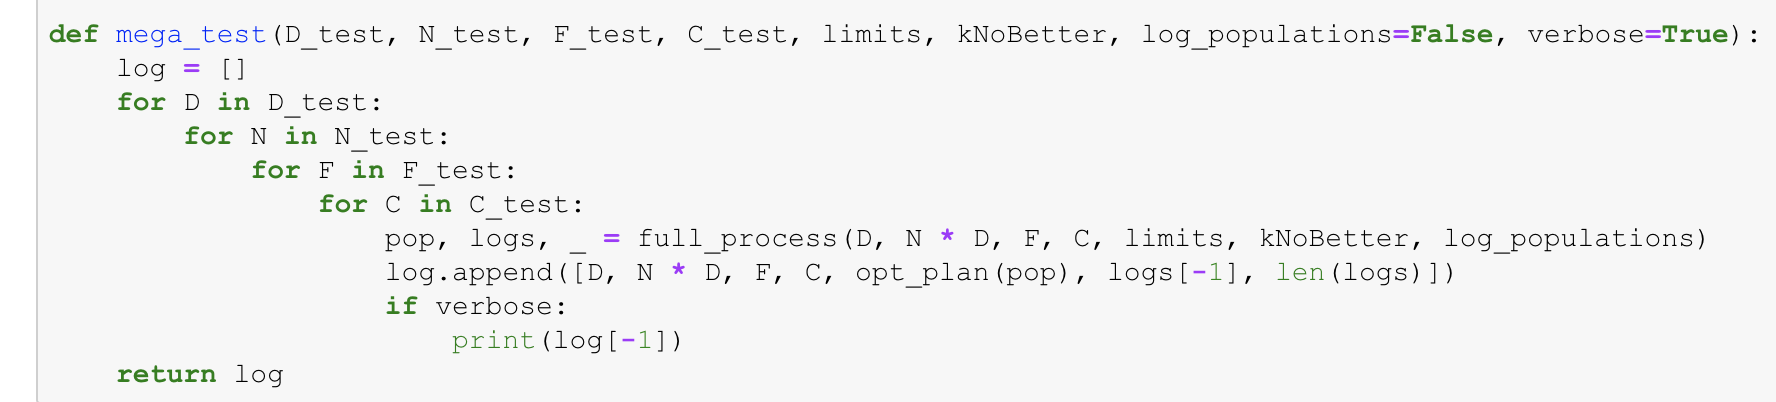 def mega_test(D_test, N_test, F_test, C_test, limits, kNoBetter, log_populations=False, verbose=True):
    log = []
    for D in D_test:
        for N in N_test:
            for F in F_test:
                for C in C_test:
                    pop, logs, _ = full_process(D, N * D, F, C, limits, kNoBetter, log_populations)
                    log.append([D, N * D, F, C, opt_plan(pop), logs[-1], len(logs)])
                    if verbose:
                        print(log[-1])
    return log